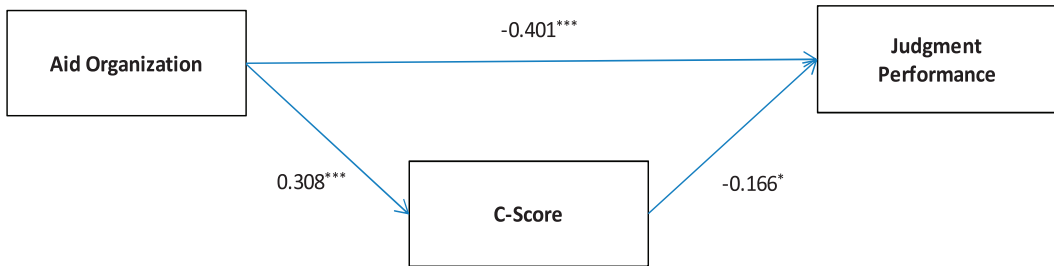 -0.401***
Aid Organization
Judgment
Performance
0.308***
-0.166*
C-Score